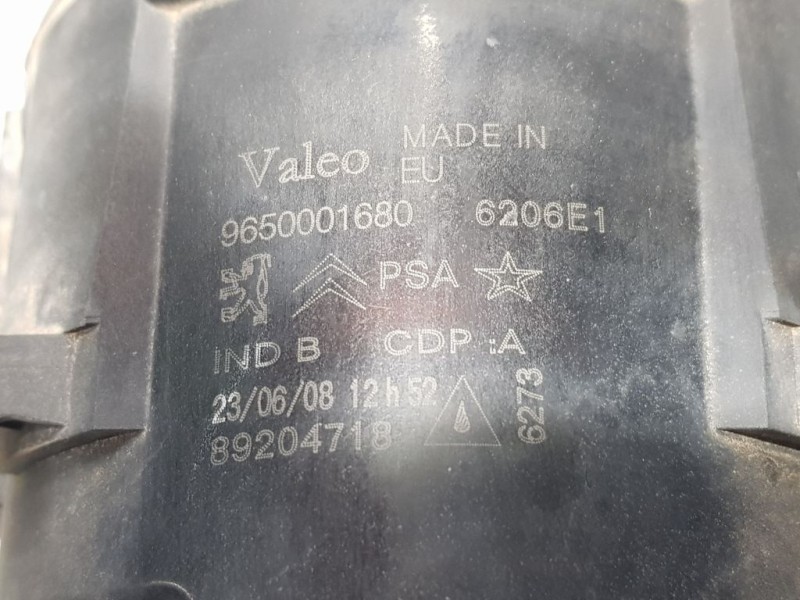 Valeo MADE IN
EU
9650001680 6206E1
PSA
IND B CDP :A
23/06/08 12 h 52
89204718
6273